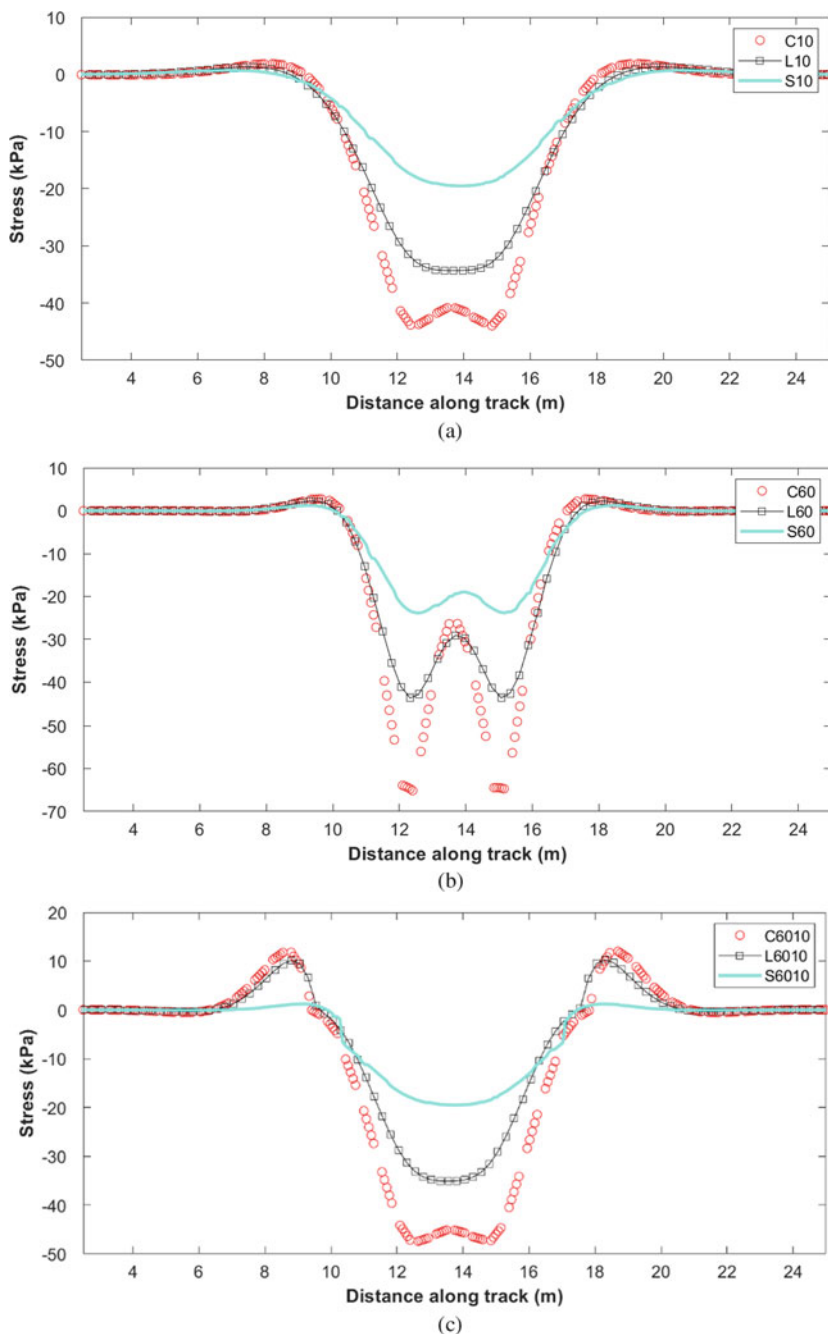 10
0
-10
-20
-30
-40
-50
Stress (kPa)
C10
L10
S10
4 6 8 10 12 14 16 18 20 22 24
Distance along track (m)
(a)
10
0
-10
-20
-30
-40
-50
-60
-70
Stress (kPa)
C60
L60
S60
4 6 8 10 12 14 16 18 20 22 24
Distance along track (m)
(b)
20
10
0
-10
-20
-30
-40
-50
Stress (kPa)
C6010
L6010
S6010
4 6 8 10 12 14 16 18 20 22 24
Distance along track (m)
(c)